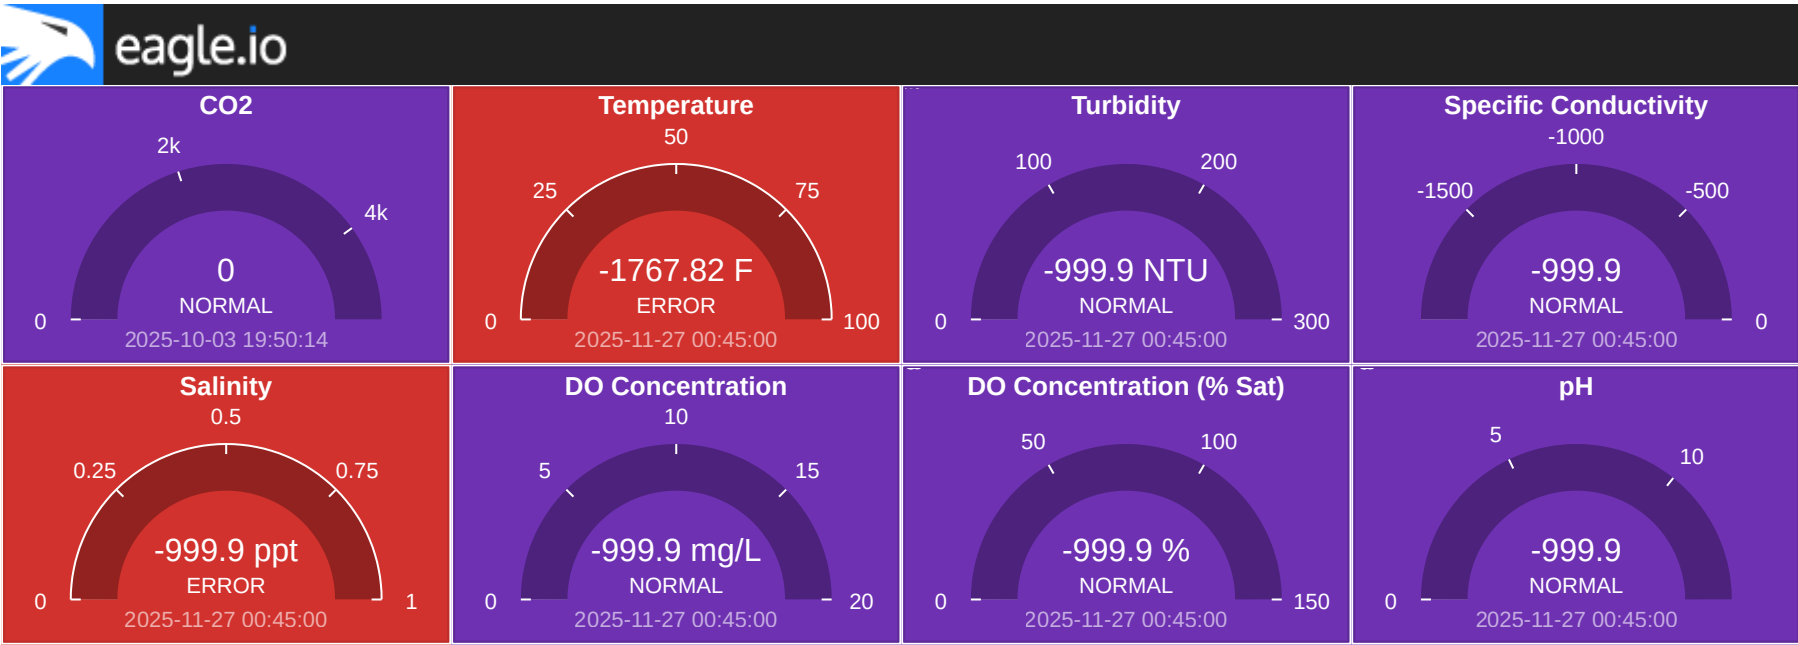 eagle.io
CO2
2k
4k
0
0
NORMAL
2025-10-03 19:50:14
Temperature
50
25
75
-1767.82 F
ERROR
0
100
2025-11-27 00:45:00
Turbidity
100
200
-999.9 NTU
NORMAL
0
300
2025-11-27 00:45:00
Specific Conductivity
-1000
-1500
-500
-999.9
NORMAL
0
2025-11-27 00:45:00
Salinity
0.5
0.25
0.75
-999.9 ppt
ERROR
0
1
2025-11-27 00:45:00
DO Concentration
10
5
15
-999.9 mg/L
NORMAL
0
20
2025-11-27 00:45:00
DO Concentration (% Sat)
50
100
-999.9 %
NORMAL
0
150
2025-11-27 00:45:00
pH
5
10
-999.9
NORMAL
0
2025-11-27 00:45:00